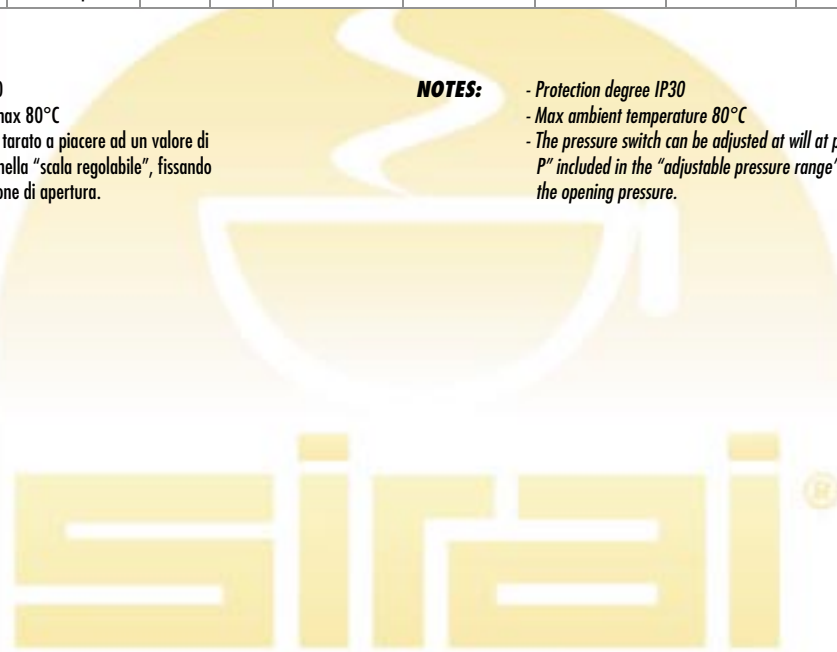 max 80°C
tarato a piacere ad un valore di
nella “scala regolabile”, fissando
one di apertura.
NOTES:
- Protection degree IP30
- Max ambient temperature 80°C
- The pressure switch can be adjusted at will at p
P” included in the “adjustable pressure range”
the opening pressure.
sirai®